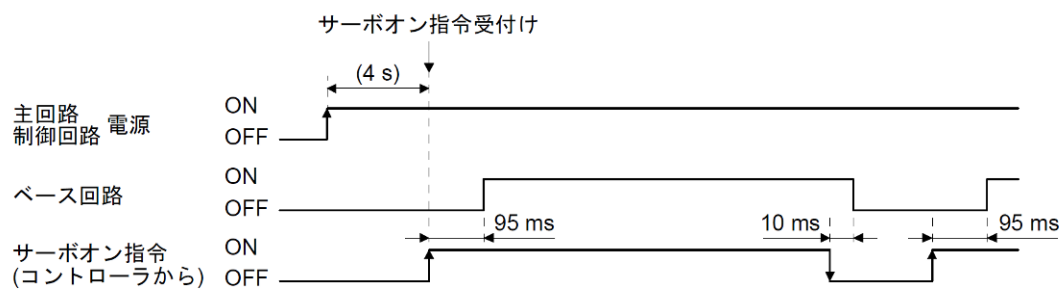 サーボオン指令受付け
(4 s)
主回路
制御回路 電源
ON
OFF
ベース回路
ON
OFF
95 ms
10 ms
95 ms
サーボオン指令
(コントローラから)
ON
OFF